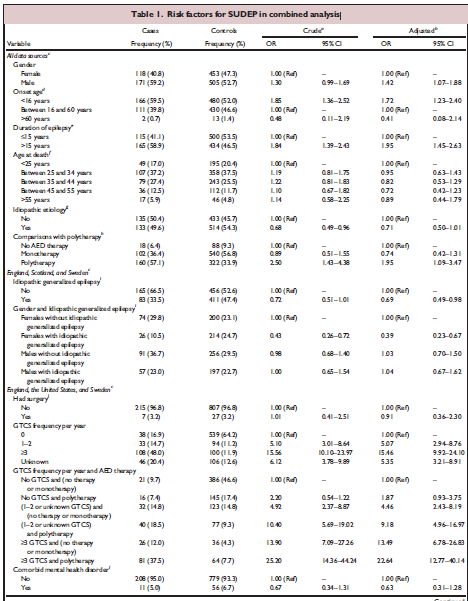 Table 1. Risk factors for SUDEP in combined analysis
Cases Controls Crudeᵃ Adjustedᵇ
Variable Frequency (%) Frequency (%) OR 95% CI OR 95% CI
All data sourcesᶜ
Gender
Female 118 (40.8) 453 (47.3) 1.00 (Ref) – 1.00 (Ref) –
Male 171 (59.2) 505 (52.7) 1.30 0.99–1.69 1.42 1.07–1.88
Onset ageᵈ
<16 years 166 (59.5) 480 (52.0) 1.85 1.36–2.52 1.72 1.23–2.40
Between 16 and 60 years 111 (39.8) 430 (46.6) 1.00 (Ref) – 1.00 (Ref) –
>60 years 2 (0.7) 13 (1.4) 0.48 0.11–2.19 0.41 0.08–2.14
Duration of epilepsyᵉ
≤15 years 115 (41.1) 500 (53.5) 1.00 (Ref) – 1.00 (Ref) –
>15 years 165 (58.9) 434 (46.5) 1.84 1.39–2.43 1.95 1.45–2.63
Age at deathᶠ
<25 years 49 (17.0) 195 (20.4) 1.00 (Ref) – 1.00 (Ref) –
Between 25 and 34 years 107 (37.2) 358 (37.5) 1.19 0.81–1.75 0.95 0.63–1.43
Between 35 and 44 years 79 (27.4) 243 (25.5) 1.22 0.81–1.83 0.82 0.53–1.29
Between 45 and 55 years 36 (12.5) 112 (11.7) 1.10 0.67–1.82 0.72 0.42–1.23
>55 years 17 (5.9) 46 (4.8) 1.14 0.58–2.25 0.89 0.44–1.79
Idiopathic etiologyᵍ
No 135 (50.4) 433 (45.7) 1.00 (Ref) – 1.00 (Ref) –
Yes 133 (49.6) 514 (54.3) 0.68 0.49–0.96 0.71 0.50–1.01
Comparisons with polytherapyʰ
No AED therapy 18 (6.4) 88 (9.3) 1.00 (Ref) – 1.00 (Ref) –
Monotherapy 102 (36.4) 540 (56.8) 0.89 0.51–1.55 0.74 0.42–1.31
Polytherapy 160 (57.1) 322 (33.9) 2.50 1.43–4.38 1.95 1.09–3.47
England, Scotland, and Swedenᶜ
Idiopathic generalized epilepsyⁱ
No 165 (66.5) 456 (52.6) 1.00 (Ref) – 1.00 (Ref) –
Yes 83 (33.5) 411 (47.4) 0.72 0.51–1.01 0.69 0.49–0.98
Gender and Idiopathic generalized epilepsyⁱ
Females without idiopathic 74 (29.8) 200 (23.1) 1.00 (Ref) – 1.00 (Ref) –
generalized epilepsy
Females with idiopathic 26 (10.5) 214 (24.7) 0.43 0.26–0.72 0.39 0.23–0.67
generalized epilepsy
Males without idiopathic 91 (36.7) 256 (29.5) 0.98 0.68–1.40 1.03 0.70–1.50
generalized epilepsy
Males with idiopathic 57 (23.0) 197 (22.7) 1.00 0.65–1.54 1.04 0.67–1.62
generalized epilepsy
England, the United States, and Swedenᶜ
Had surgeryʲ
No 215 (96.8) 807 (96.8) 1.00 (Ref) – 1.00 (Ref) –
Yes 7 (3.2) 27 (3.2) 1.01 0.41–2.51 0.91 0.36–2.30
GTCS frequency per year
0 38 (16.9) 539 (64.2) 1.00 (Ref) – 1.00 (Ref) –
1–2 33 (14.7) 94 (11.2) 5.10 3.01–8.64 5.07 2.94–8.76
≥3 108 (48.0) 100 (11.9) 15.56 10.10–23.97 15.46 9.92–24.10
Unknown 46 (20.4) 106 (12.6) 6.12 3.78–9.89 5.35 3.21–8.91
GTCS frequency per year and AED therapy
No GTCS and (no therapy 21 (9.7) 386 (46.6) 1.00 (Ref) – 1.00 (Ref) –
or monotherapy)
No GTCS and polytherapy 16 (7.4) 145 (17.4) 2.20 0.54–1.22 1.87 0.93–3.75
(1–2 or unknown GTCS) and 32 (14.8) 123 (14.8) 4.92 2.37–8.87 4.46 2.43–8.19
(no therapy or monotherapy)
(1–2 or unknown GTCS) 40 (18.5) 77 (9.3) 10.40 5.69–19.02 9.18 4.96–16.97
and polytherapy
≥3 GTCS and (no therapy 26 (12.0) 36 (4.3) 13.90 7.09–27.26 13.49 6.78–26.83
or monotherapy)
≥3 GTCS and polytherapy 81 (37.5) 64 (7.7) 25.20 14.36–44.24 22.64 12.77–40.14
Comorbid mental health disorder
No 208 (95.0) 779 (93.3) 1.00 (Ref) – 1.00 (Ref) –
Yes 11 (5.0) 56 (6.7) 0.67 0.34–1.31 0.63 0.31–1.28